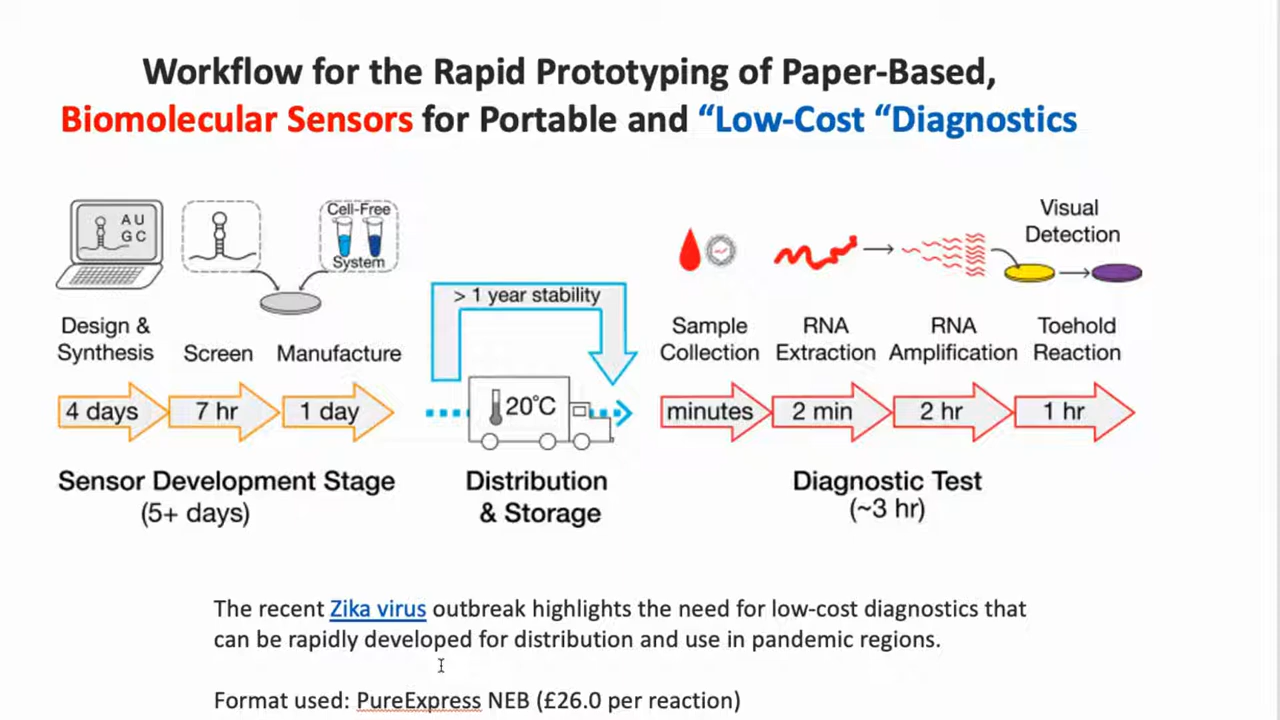 Workflow for the Rapid Prototyping of Paper-Based,
Biomolecular Sensors for Portable and “Low-Cost “Diagnostics
A U
G C
Cell-Free
System
Design &
Synthesis
Screen
Manufacture
4 days
7 hr
1 day
Sensor Development Stage
(5+ days)
> 1 year stability
20°C
Distribution
& Storage
Visual
Detection
Sample
Collection
RNA
Extraction
RNA
Amplification
Toehold
Reaction
minutes
2 min
2 hr
1 hr
Diagnostic Test
(~3 hr)
The recent Zika virus outbreak highlights the need for low-cost diagnostics that
can be rapidly developed for distribution and use in pandemic regions.
Format used: PureExpress NEB (£26.0 per reaction)